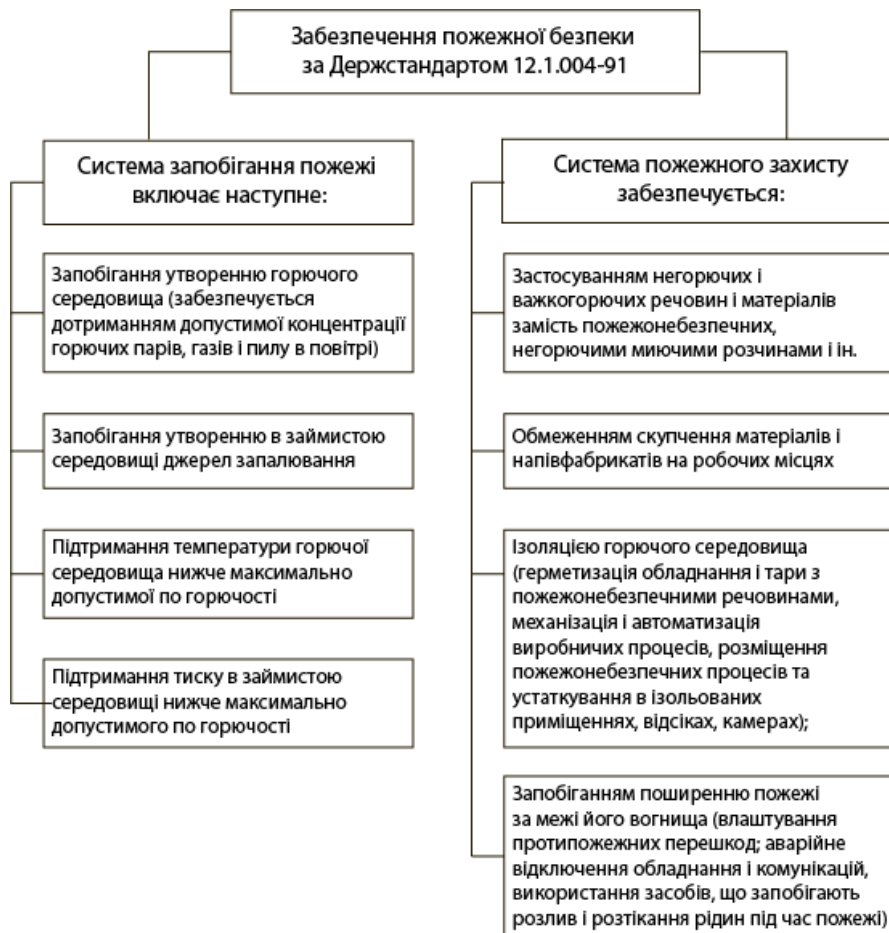 Забезпечення пожежної безпеки
за Держстандартом 12.1.004-91
Система запобігання пожежі
включає наступне:
Запобігання утворенню горючого
середовища (забезпечується
дотриманням допустимої концентрації
горючих парів, газів і пилу в повітрі)
Запобігання утворенню в займистою
середовищі джерел запалювання
Підтримання температури горючої
середовища нижче максимально
допустимої по горючості
Підтримання тиску в займистою
середовищі нижче максимально
допустимого по горючості
Система пожежного захисту
забезпечується:
Застосуванням негорючих і
важкогорючих речовин і матеріалів
замість пожежонебезпечних,
негорючими миючими розчинами і ін.
Обмеженням скупчення матеріалів і
напівфабрикатів на робочих місцях
Ізоляцією горючого середовища
(герметизація обладнання і тари з
пожежонебезпечними речовинами,
механізація і автоматизація
виробничих процесів, розміщення
пожежонебезпечних процесів та
устаткування в ізольованих
приміщеннях, відсіках, камерах);
Запобіганням поширенню пожежі
за межі його вогнища (влаштування
протипожежних перешкод; аварійне
відключення обладнання і комунікацій,
використання засобів, що запобігають
розлив і розтікання рідин під час пожежі)